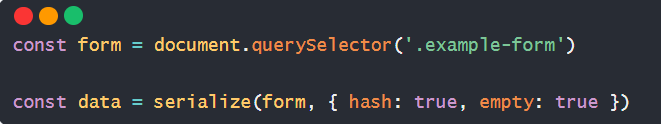 const form = document.querySelector('.example-form')
const data = serialize(form, { hash: true, empty: true })